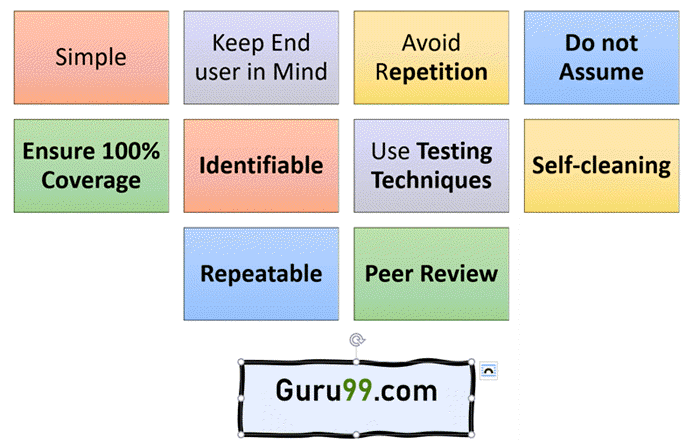 Simple
Keep End
user in Mind
Avoid
Repetition
Do not
Assume
Ensure 100%
Coverage
Identifiable
Use Testing
Techniques
Self-cleaning
Repeatable
Peer Review
Guru99.com